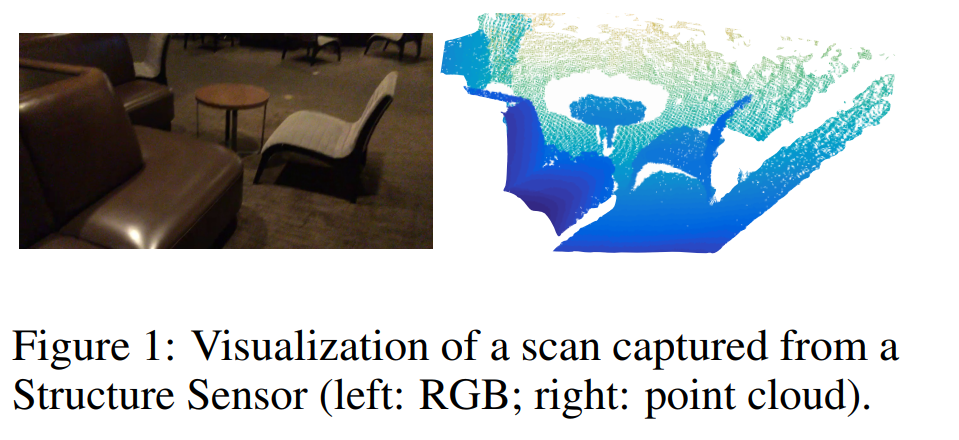 Figure 1: Visualization of a scan captured from a
Structure Sensor (left: RGB; right: point cloud).